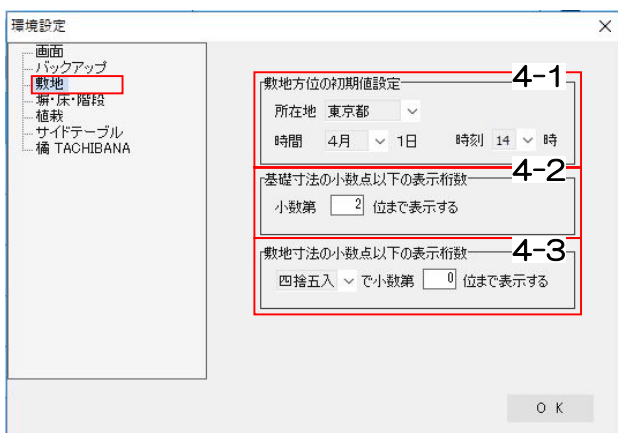 環境設定
画面
バックアップ
敷地
塀・床・階段
植栽
サイドテーブル
橘 TACHIBANA
敷地方位の初期値設定 4-1
所在地 東京都
時間 4月 1日 時刻 14 時
基礎寸法の小数点以下の表示桁数 4-2
小数第 2 位まで表示する
敷地寸法の小数点以下の表示桁数 4-3
四捨五入 で小数第 0 位まで表示する
OK